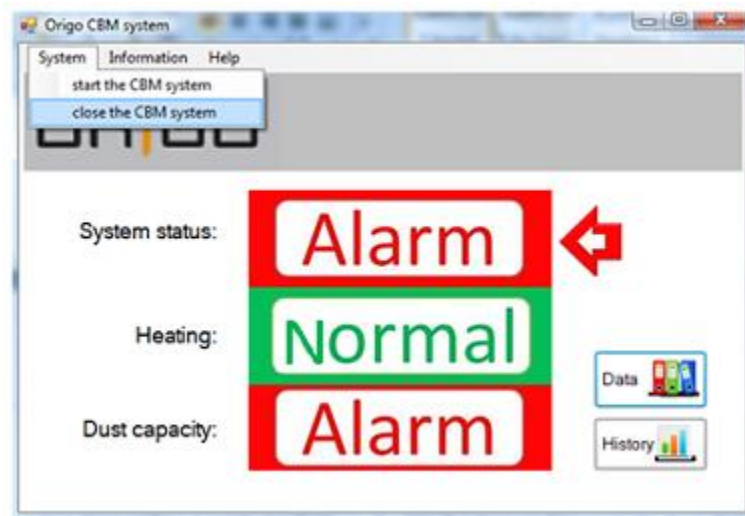 Origo CBM system
System Information Help
start the CBM system
close the CBM system
System status: Alarm
Heating: Normal
Data
Dust capacity: Alarm
History